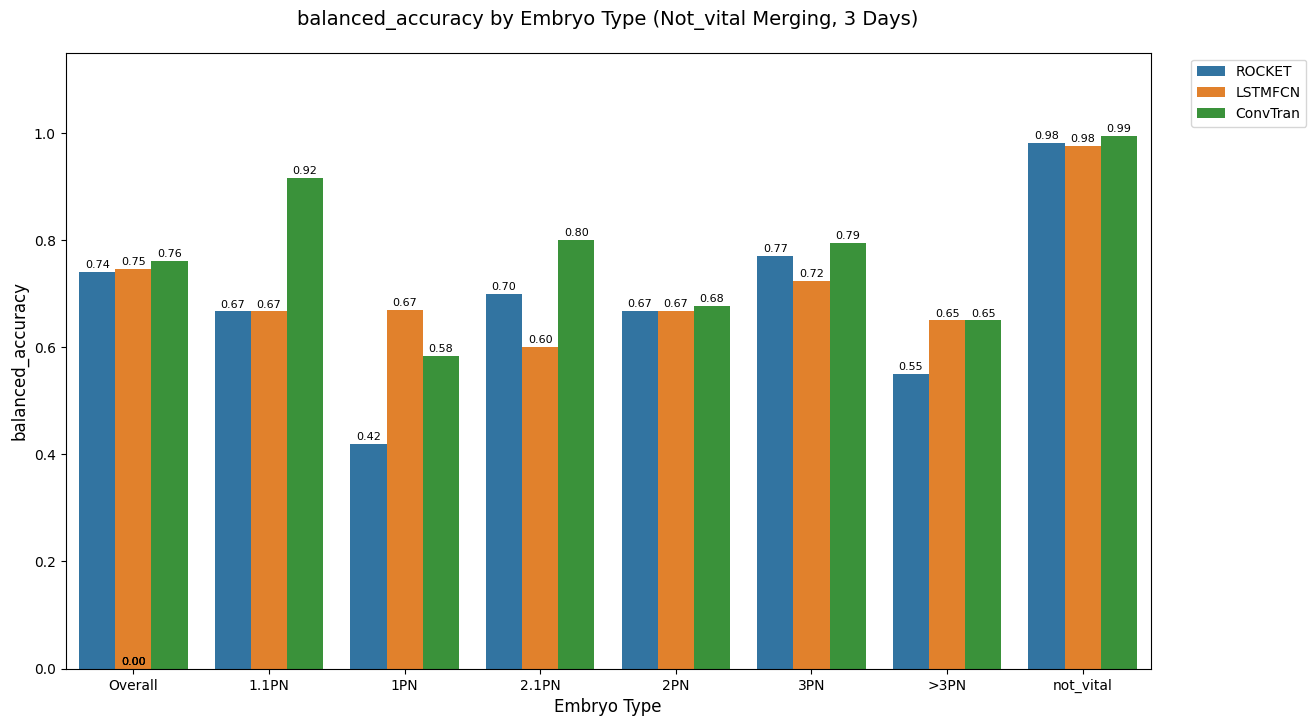 balanced_accuracy by Embryo Type (Not_vital Merging, 3 Days)
ROCKET
LSTMFCN
ConvTran
balanced_accuracy
1.0
0.8
0.6
0.4
0.2
0.0
0.74
0.75
0.76
0.00
0.67
0.67
0.92
0.42
0.67
0.58
0.70
0.60
0.80
0.67
0.67
0.68
0.77
0.72
0.79
0.55
0.65
0.65
0.98
0.98
0.99
Overall
1.1PN
1PN
2.1PN
2PN
3PN
>3PN
not_vital
Embryo Type